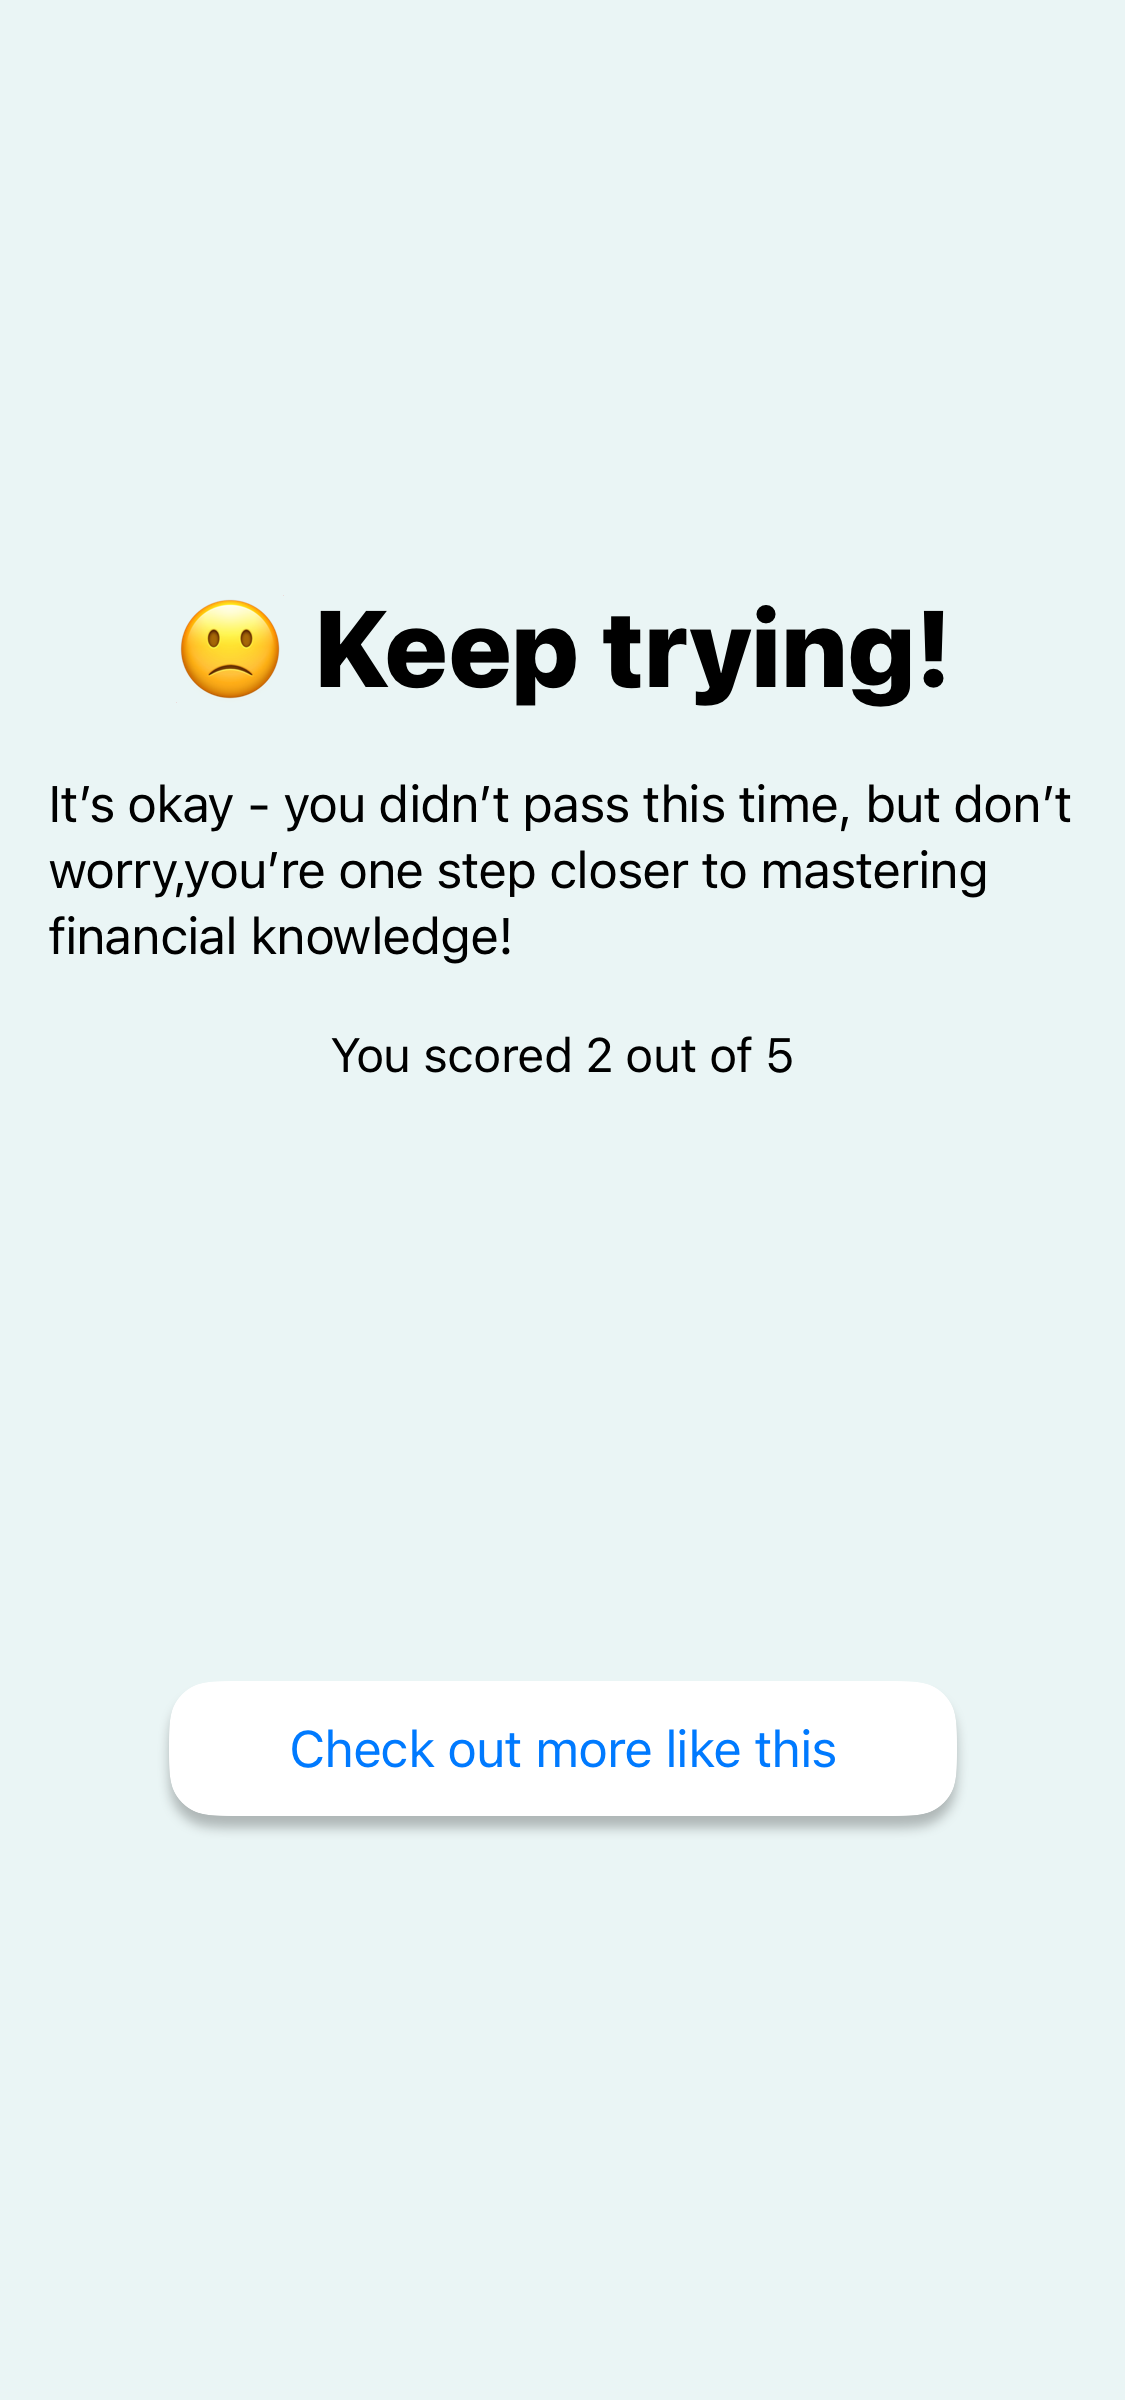 🙁 Keep trying!
It’s okay - you didn’t pass this time, but don’t
worry,you’re one step closer to mastering
financial knowledge!
You scored 2 out of 5
Check out more like this